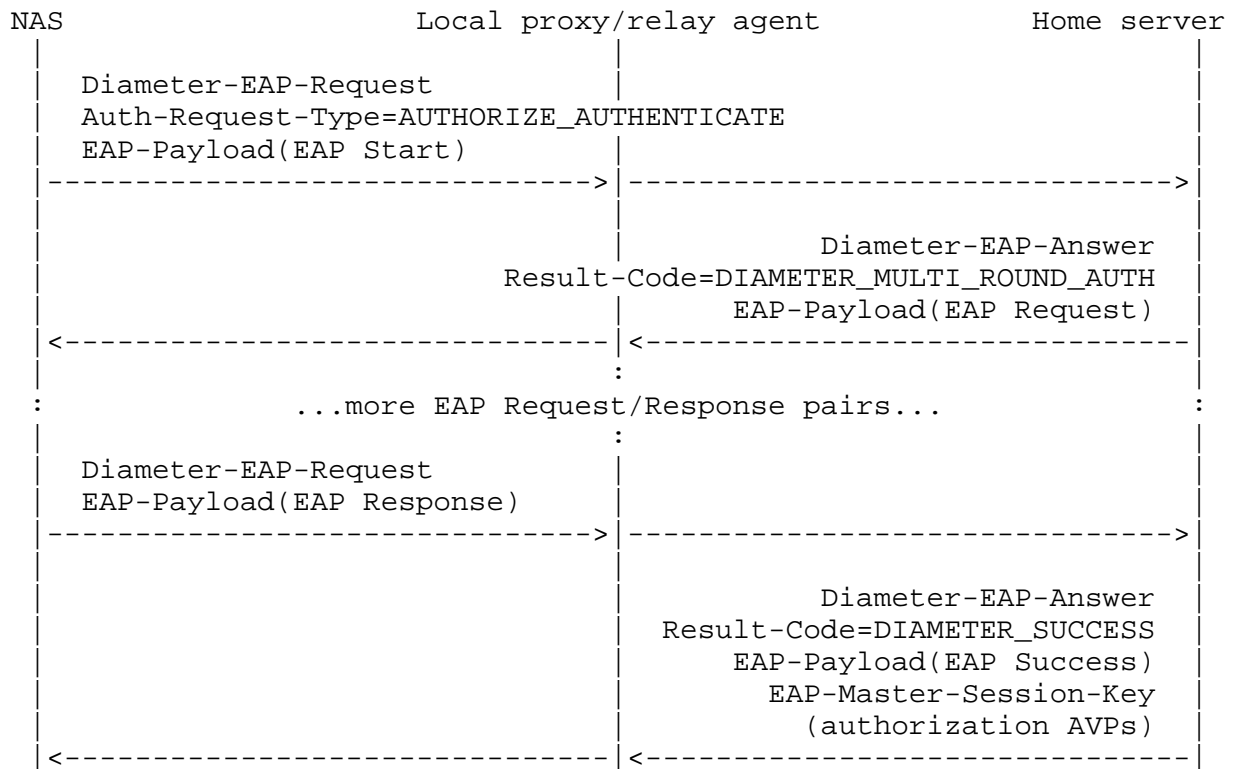 NAS Local proxy/relay agent Home server
Diameter-EAP-Request
Auth-Request-Type=AUTHORIZE_AUTHENTICATE
EAP-Payload(EAP Start)
Diameter-EAP-Answer
Result-Code=DIAMETER_MULTI_ROUND_AUTH
EAP-Payload(EAP Request)
: 
: ...more EAP Request/Response pairs... :
:
Diameter-EAP-Request
EAP-Payload(EAP Response)
Diameter-EAP-Answer
Result-Code=DIAMETER_SUCCESS
EAP-Payload(EAP Success)
EAP-Master-Session-Key
(authorization AVPs)